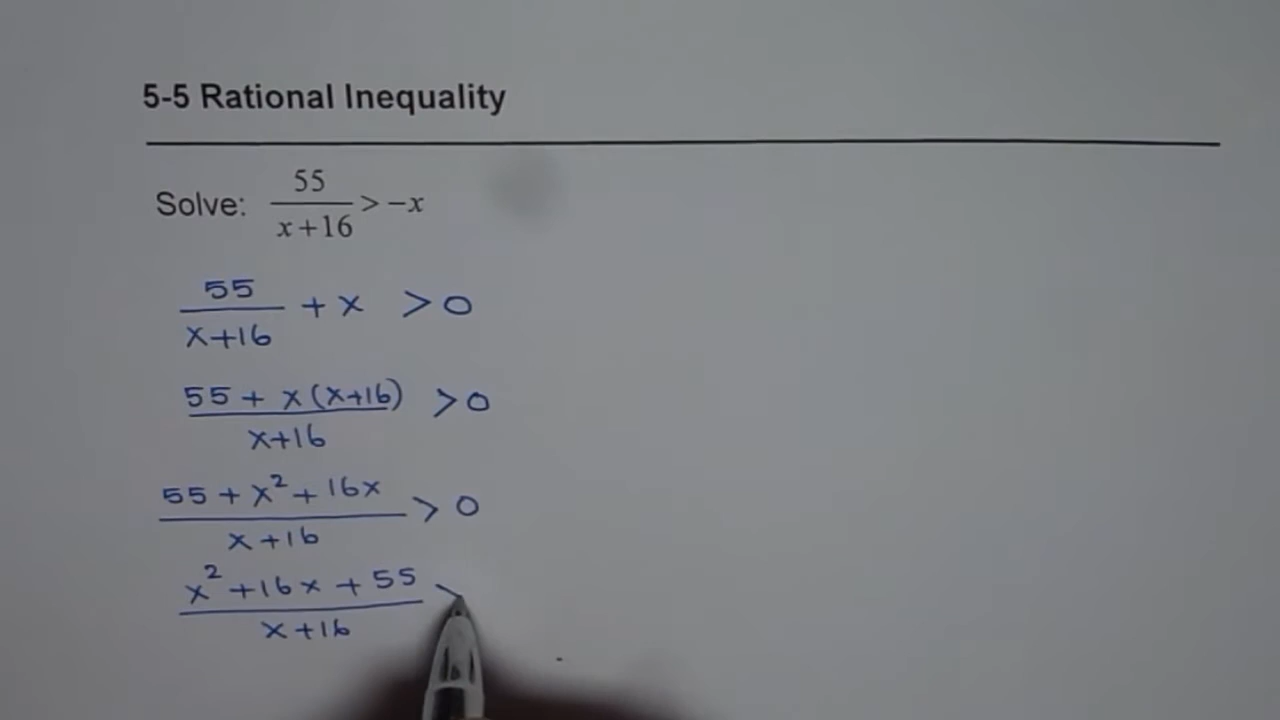 5-5 Rational Inequality
Solve: 55/(x+16) > -x
55/(x+16) + x > 0
(55 + x(x+16))/(x+16) > 0
(55 + x² + 16x)/(x+16) > 0
(x² + 16x + 55)/(x+16) >